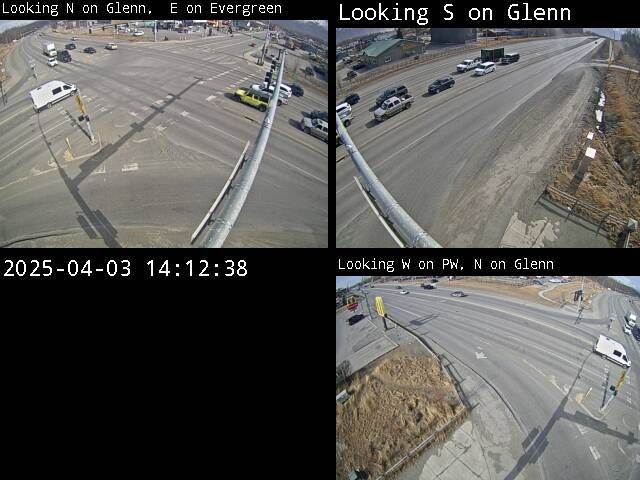 Looking N on Glenn, E on Evergreen
Looking S on Glenn
2025-04-03 14:12:38
Looking W on PW, N on Glenn